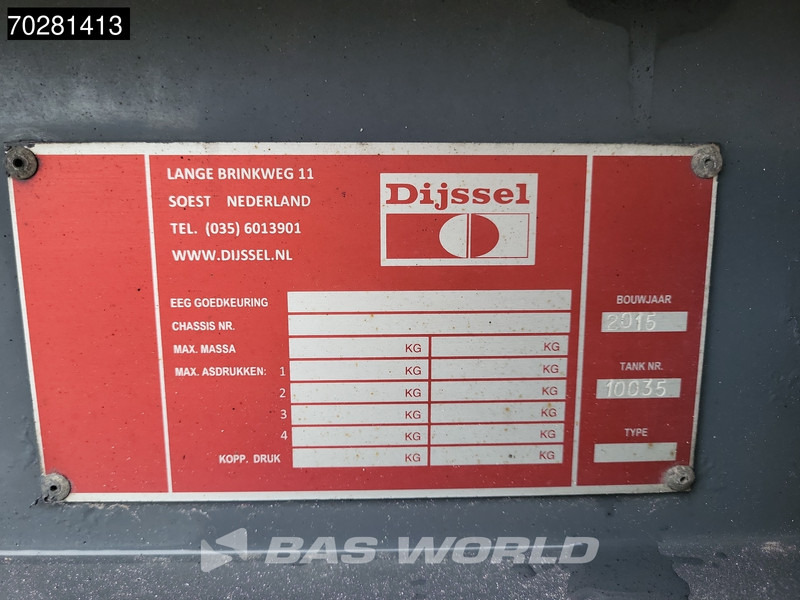 70281413
LANGE BRINKWEG 11
SOEST NEDERLAND
TEL. (035) 6013901
WWW.DIJSSEL.NL
Dijssel
EEG GOEDKEURING
CHASSIS NR.
MAX. MASSA KG KG
MAX. ASDRUKKEN: 1 KG KG
2 KG KG
3 KG KG
4 KG KG
KOPP. DRUK KG KG
BOUWJAAR
2015
TANK NR.
10035
TYPE
BAS WORLD